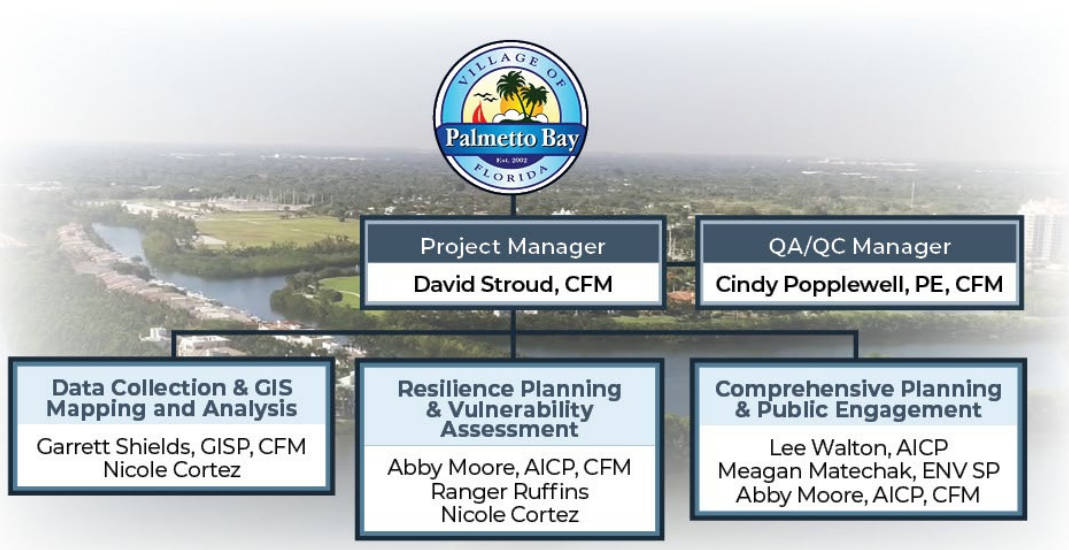 VILLAGE OF
Palmetto Bay
Est. 2002
FLORIDA
Project Manager
David Stroud, CFM
QA/QC Manager
Cindy Popplewell, PE, CFM
Data Collection & GIS
Mapping and Analysis
Garrett Shields, GISP, CFM
Nicole Cortez
Resilience Planning
& Vulnerability
Assessment
Abby Moore, AICP, CFM
Ranger Ruffins
Nicole Cortez
Comprehensive Planning
& Public Engagement
Lee Walton, AICP
Meagan Matechak, ENV SP
Abby Moore, AICP, CFM